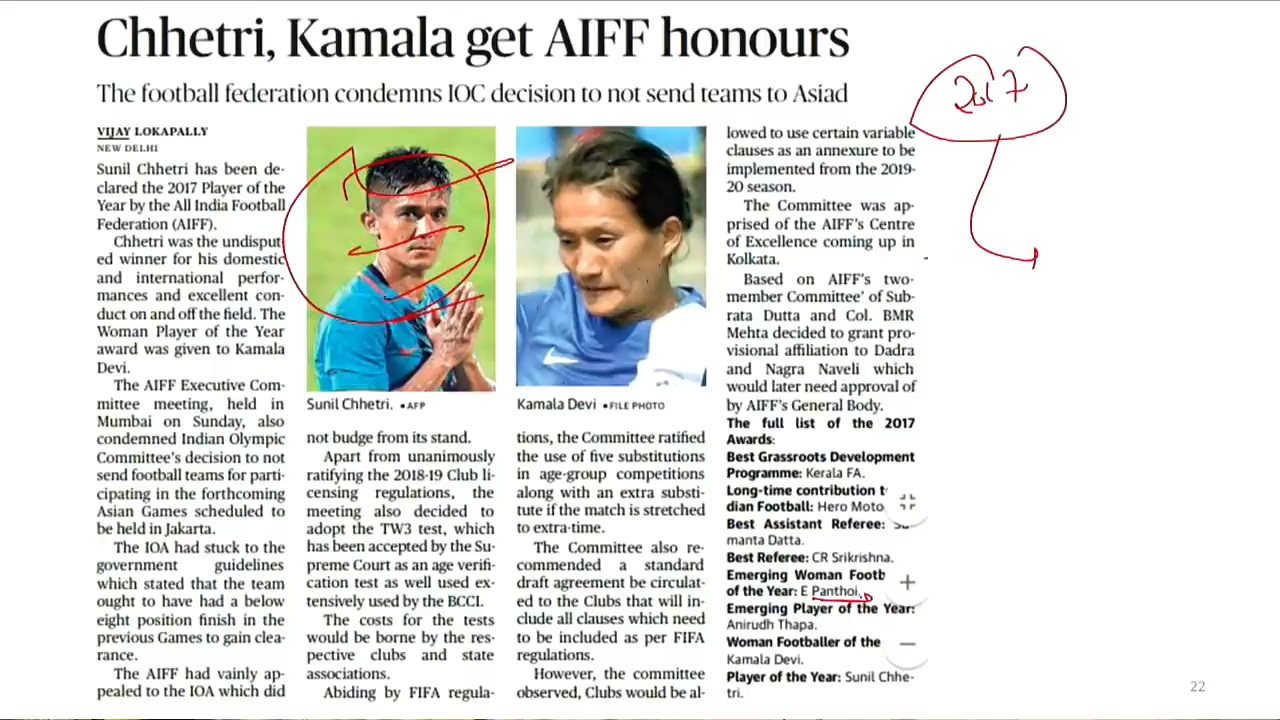 Chhetri, Kamala get AIFF honours
The football federation condemns IOC decision to not send teams to Asiad
2017
VIJAY LOKAPALLY
NEW DELHI
Sunil Chhetri has been de-
clared the 2017 Player of the
Year by the All India Football
Federation (AIFF).
Chhetri was the undisput-
ed winner for his domestic
and international perfor-
mances and excellent con-
duct on and off the field. The
Woman Player of the Year
award was given to Kamala
Devi.
The AIFF Executive Com-
mittee meeting, held in
Mumbai on Sunday, also
condemned Indian Olympic
Committee's decision to not
send football teams for parti-
cipating in the forthcoming
Asian Games scheduled to
be held in Jakarta.
The IOA had stuck to the
government guidelines
which stated that the team
ought to have had a below
eight position finish in the
previous Games to gain clea-
rance.
The AIFF had vainly ap-
pealed to the IOA which did
Sunil Chhetri. •AFP
not budge from its stand.
Apart from unanimously
ratifying the 2018-19 Club li-
censing regulations, the
meeting also decided to
adopt the TW3 test, which
has been accepted by the Su-
preme Court as an age verifi-
cation test as well used ex-
tensively used by the BCCI.
The costs for the tests
would be borne by the res-
pective clubs and state
associations.
Abiding by FIFA regula-
Kamala Devi •FILE PHOTO
tions, the Committee ratified
the use of five substitutions
in age-group competitions
along with an extra substi-
tute if the match is stretched
to extra-time.
The Committee also re-
commended a standard
draft agreement be circulat-
ed to the Clubs that will in-
clude all clauses which need
to be included as per FIFA
regulations.
However, the committee
observed, Clubs would be al-
lowed to use certain variable
clauses as an annexure to be
implemented from the 2019-
20 season.
The Committee was ap-
prised of the AIFF's Centre
of Excellence coming up in
Kolkata.
Based on AIFF's two-
member Committee' of Sub-
rata Dutta and Col. BMR
Mehta decided to grant pro-
visional affiliation to Dadra
and Nagra Naveli which
would later need approval of
by AIFF's General Body.
The full list of the 2017
Awards:
Best Grassroots Development
Programme: Kerala FA.
Long-time contribution t
dian Football: Hero Moto
Best Assistant Referee:
manta Datta.
Best Referee: CR Srikrishna.
Emerging Woman Footb
of the Year: E Panthoi.
Emerging Player of the Year:
Anirudh Thapa.
Woman Footballer of the
Kamala Devi.
Player of the Year: Sunil Chhe-
tri.
22